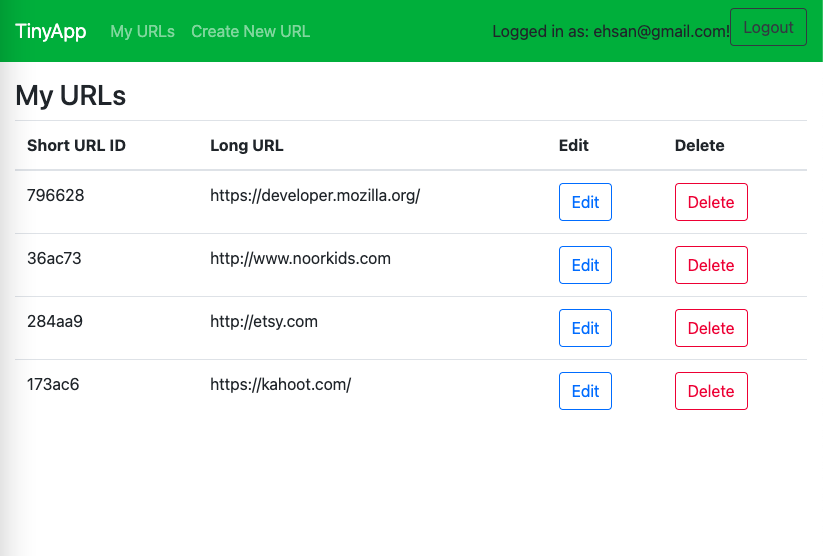 TinyApp My URLs Create New URL Logged in as: ehsan@gmail.com! Logout
My URLs
Short URL ID Long URL Edit Delete
796628 https://developer.mozilla.org/ Edit Delete
36ac73 http://www.noorkids.com Edit Delete
284aa9 http://etsy.com Edit Delete
173ac6 https://kahoot.com/ Edit Delete